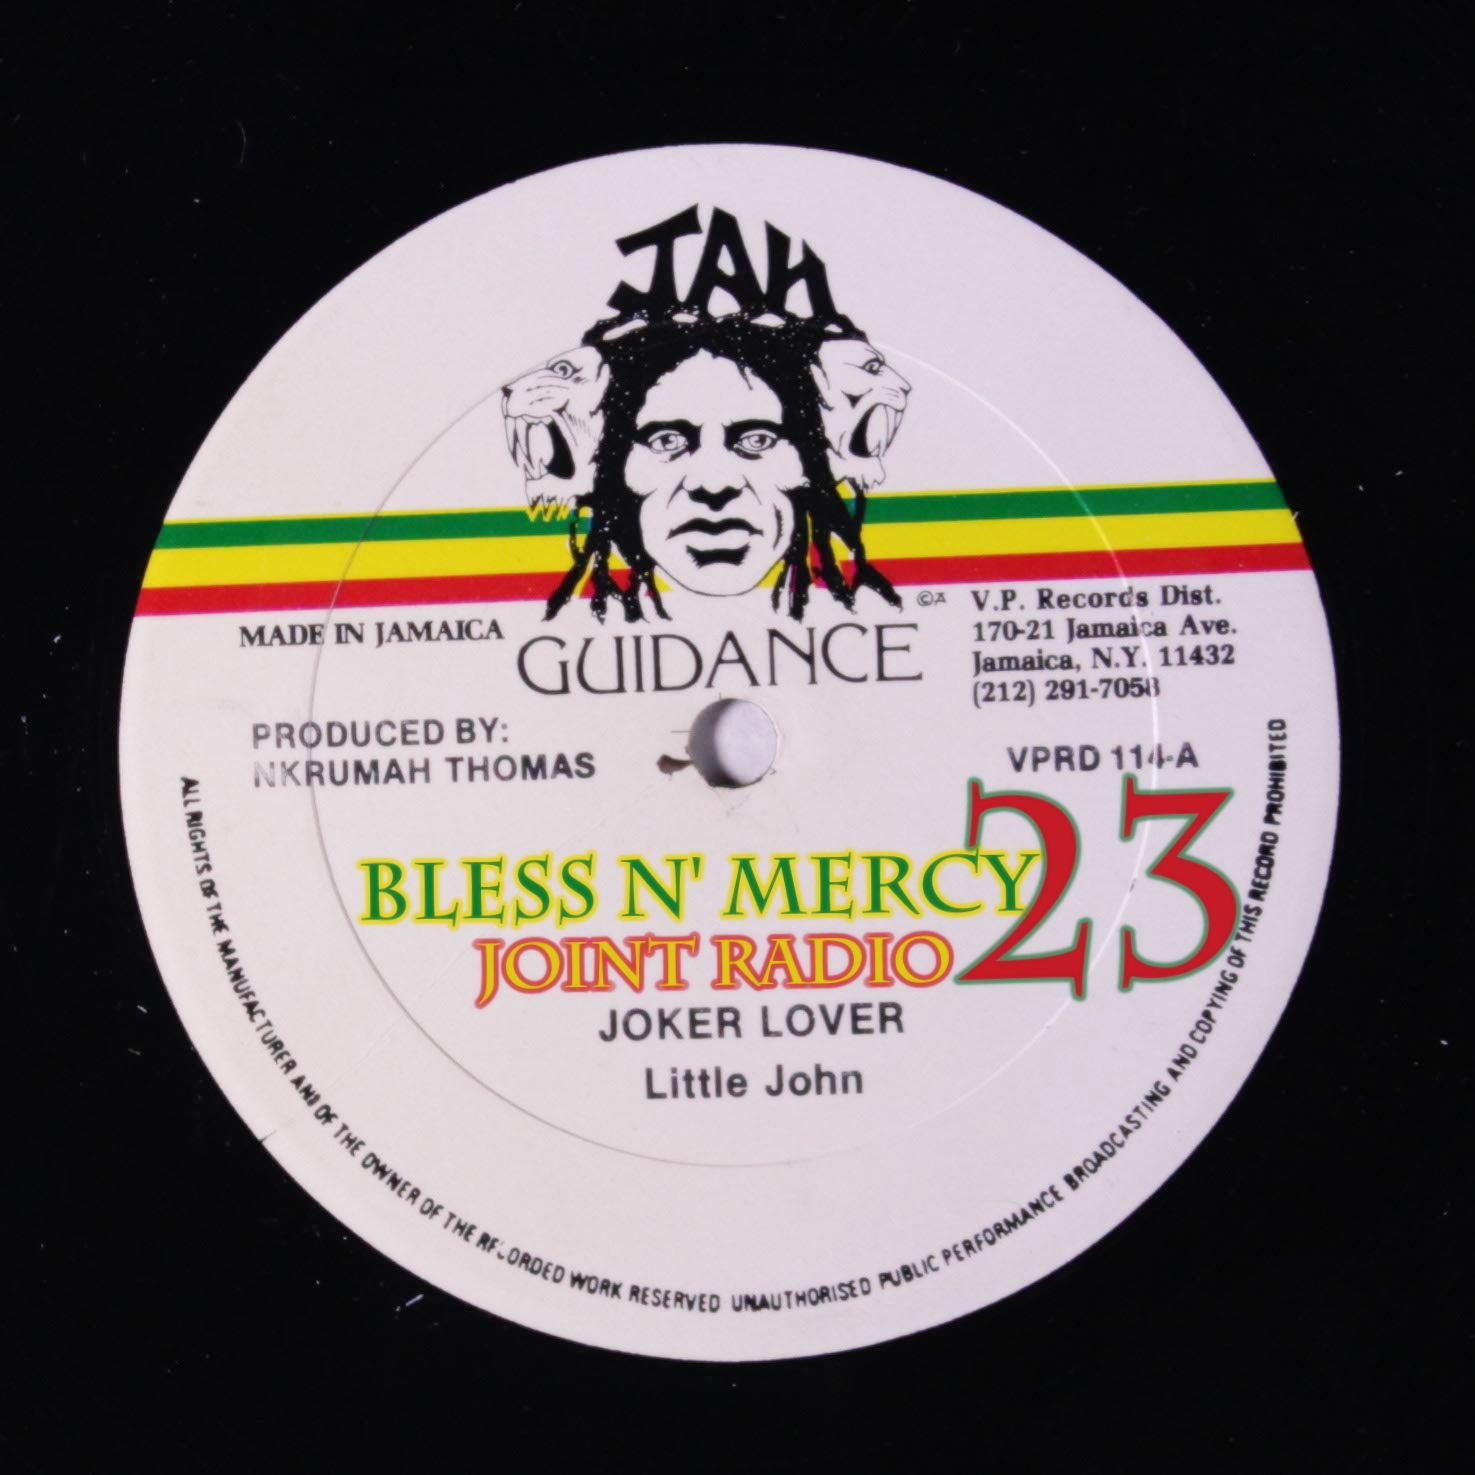 JAH
GUIDANCE
MADE IN JAMAICA
©
V.P. Records Dist.
170-21 Jamaica Ave.
Jamaica, N.Y. 11432
(212) 291-7058
PRODUCED BY:
NKRUMAH THOMAS
VPRD 114-A
BLESS N' MERCY 23
JOINT RADIO
JOKER LOVER
Little John
ALL RIGHTS OF THE MANUFACTURER AND OF THE OWNER OF THE RECORDED WORK RESERVED UNAUTHORISED PUBLIC PERFORMANCE BROADCASTING AND COPYING OF THIS RECORD PROHIBITED